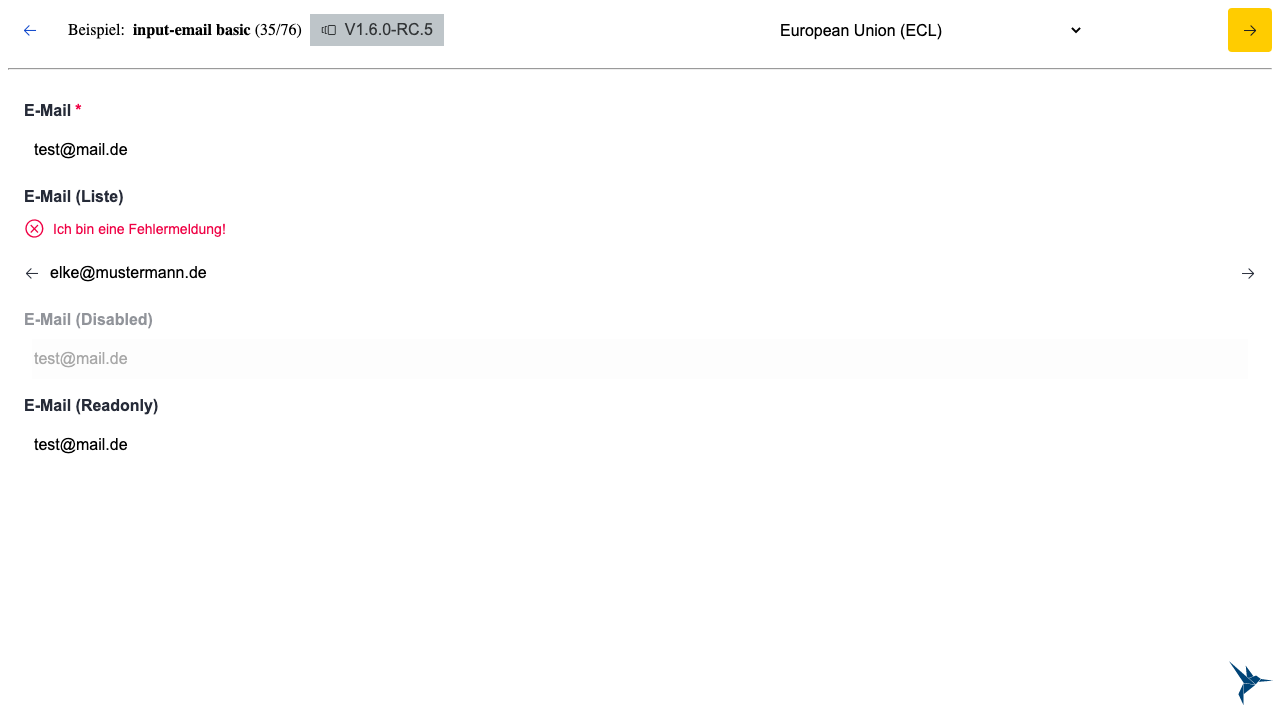 Beispiel: input-email basic (35/76) V1.6.0-RC.5 European Union (ECL)
E-Mail *
test@mail.de
E-Mail (Liste)
Ich bin eine Fehlermeldung!
elke@mustermann.de
E-Mail (Disabled)
test@mail.de
E-Mail (Readonly)
test@mail.de